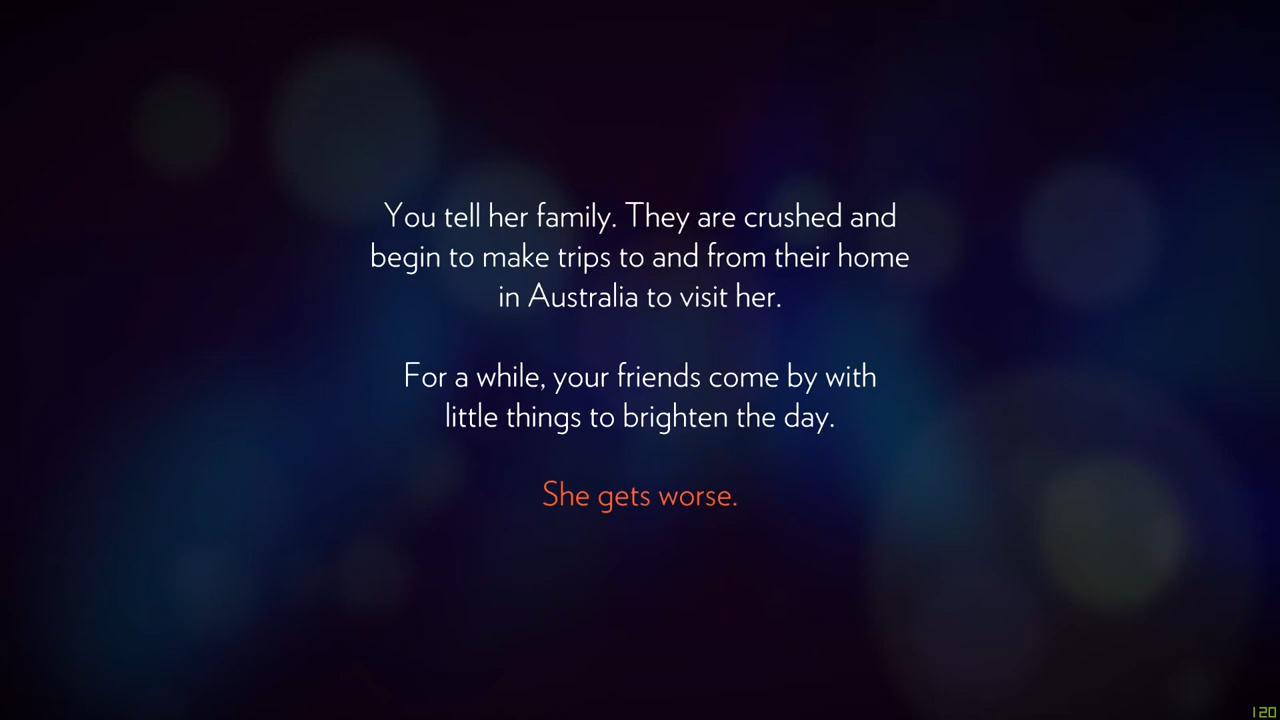 You tell her family. They are crushed and
begin to make trips to and from their home
in Australia to visit her.
For a while, your friends come by with
little things to brighten the day.
She gets worse.
120